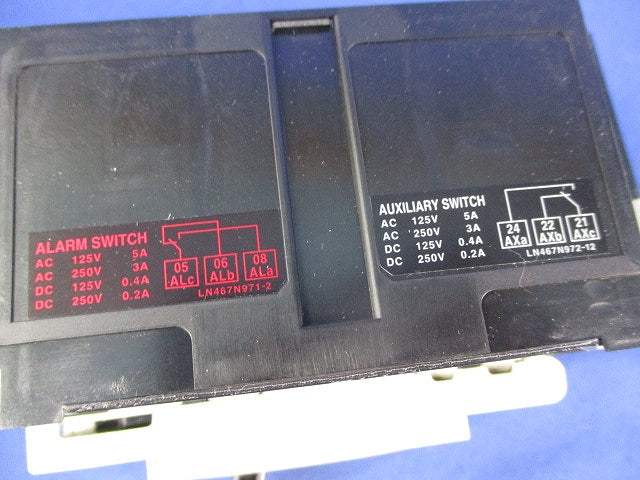 ALARM SWITCH
AC 125V 5A
AC 250V 3A
DC 125V 0.4A
DC 250V 0.2A
05 ALc
06 ALb
08 ALa
LN467N971-2
AUXILIARY SWITCH
AC 125V 5A
AC 250V 3A
DC 125V 0.4A
DC 250V 0.2A
24 AXa
22 AXb
21 AXc
LN467N972-12